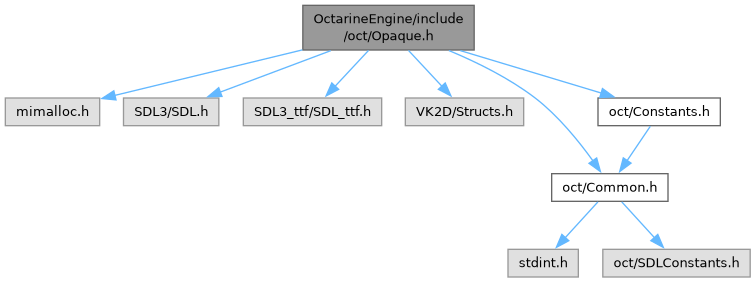 OctarineEngine/include
/oct/Opaque.h
mimalloc.h
SDL3/SDL.h
SDL3_ttf/SDL_ttf.h
VK2D/Structs.h
oct/Constants.h
oct/Common.h
stdint.h
oct/SDLConstants.h